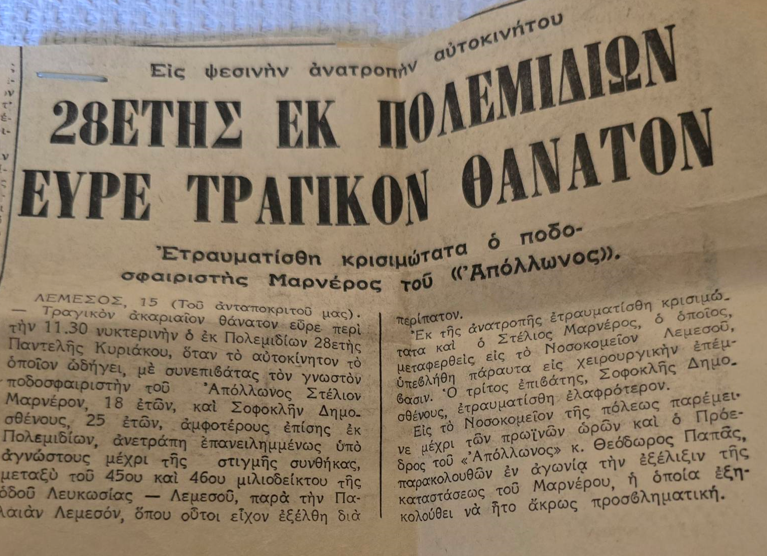 Εἰς ψεσινὴν ἀνατροπὴν αὐτοκινήτου
28ΕΤΗΣ ΕΚ ΠΟΛΕΜΙΔΙΩΝ
ΕΥΡΕ ΤΡΑΓΙΚΟΝ ΘΑΝΑΤΟΝ
Ἐτραυματίσθη κρισιμώτατα ὁ ποδο-
σφαιριστὴς Μαρνέρος τοῦ «Ἀπόλλωνος».
ΛΕΜΕΣΟΣ, 15 (Τοῦ ἀνταποκριτοῦ μας).
— Τραγικὸν ἀκαριαῖον θάνατον εὗρε περὶ
τὴν 11.30 νυκτερινὴν ὁ ἐκ Πολεμιδίων 28ετὴς
Παντελῆς Κυριάκου, ὅταν τὸ αὐτοκίνητον τὸ
ὁποῖον ὡδήγει, μὲ συνεπιβάτας τὸν γνωστὸν
ποδοσφαιριστὴν τοῦ Ἀπόλλωνος Στέλιον
Μαρνέρον, 18 ἐτῶν, καὶ Σοφοκλῆν Δημο-
σθένους, 25 ἐτῶν, ἀμφοτέρους ἐπίσης ἐκ
Πολεμιδίων, ἀνετράπη ἐπανειλημμένως ὑπὸ
ἀγνώστους μέχρι τῆς στιγμῆς συνθήκας,
μεταξὺ τοῦ 45ου καὶ 46ου μιλιοδείκτου τῆς
ὁδοῦ Λευκωσίας — Λεμεσοῦ, παρὰ τὴν Πα-
λαιὰν Λεμεσόν, ὅπου οὗτοι εἶχον ἐξέλθη διὰ
περίπατον.
Ἐκ τῆς ἀνατροπῆς ἐτραυματίσθη κρισιμώ-
τατα καὶ ὁ Στέλιος Μαρνέρος, ὁ ὁποῖος,
μεταφερθεὶς εἰς τὸ Νοσοκομεῖον Λεμεσοῦ,
ὑπεβλήθη πάραυτα εἰς χειρουργικὴν ἐπέμ-
βασιν. Ὁ τρίτος ἐπιβάτης, Σοφοκλῆς Δημο-
σθένους, ἐτραυματίσθη ἐλαφρότερον.
Εἰς τὸ Νοσοκομεῖον τῆς πόλεως παρέμει-
νε μέχρι τῶν πρωϊνῶν ὡρῶν καὶ ὁ Πρόε-
δρος τοῦ «Ἀπόλλωνος» κ. Θεόδωρος Παπᾶς,
παρακολουθῶν ἐν ἀγωνίᾳ τὴν ἐξέλιξιν τῆς
καταστάσεως τοῦ Μαρνέρου, ἡ ὁποία ἐξη-
κολούθει νὰ ἦτο ἄκρως προσβληματική.